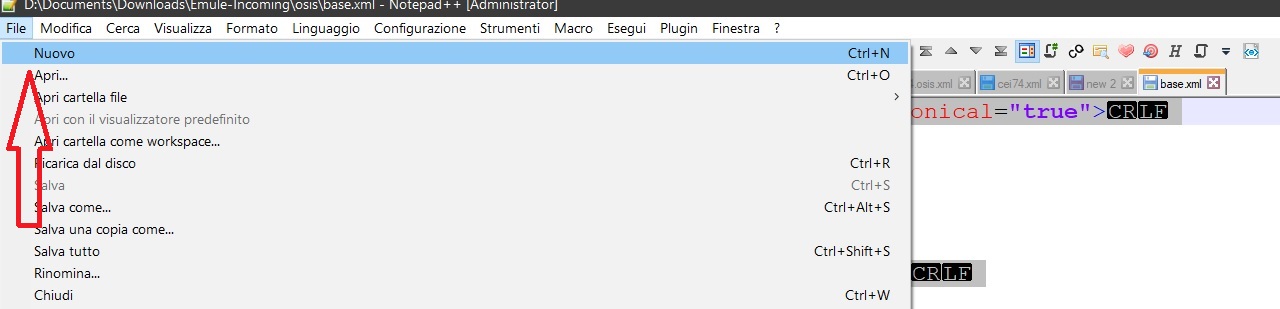 D:\Documents\Downloads\Emule-Incoming\osis\base.xml - Notepad++ [Administrator]
File Modifica Cerca Visualizza Formato Linguaggio Configurazione Strumenti Macro Esegui Plugin Finestra ?
Nuovo Ctrl+N
Apri... Ctrl+O
.osis.xml cei74.xml new 2 base.xml
Apri cartella file
onical="true">CRLF
Apri con il visualizzatore predefinito
Apri cartella come workspace...
Ricarica dal disco Ctrl+R
Salva Ctrl+S
Salva come... Ctrl+Alt+S
Salva una copia come...
Salva tutto Ctrl+Shift+S
Rinomina...
CRLF
Chiudi Ctrl+W